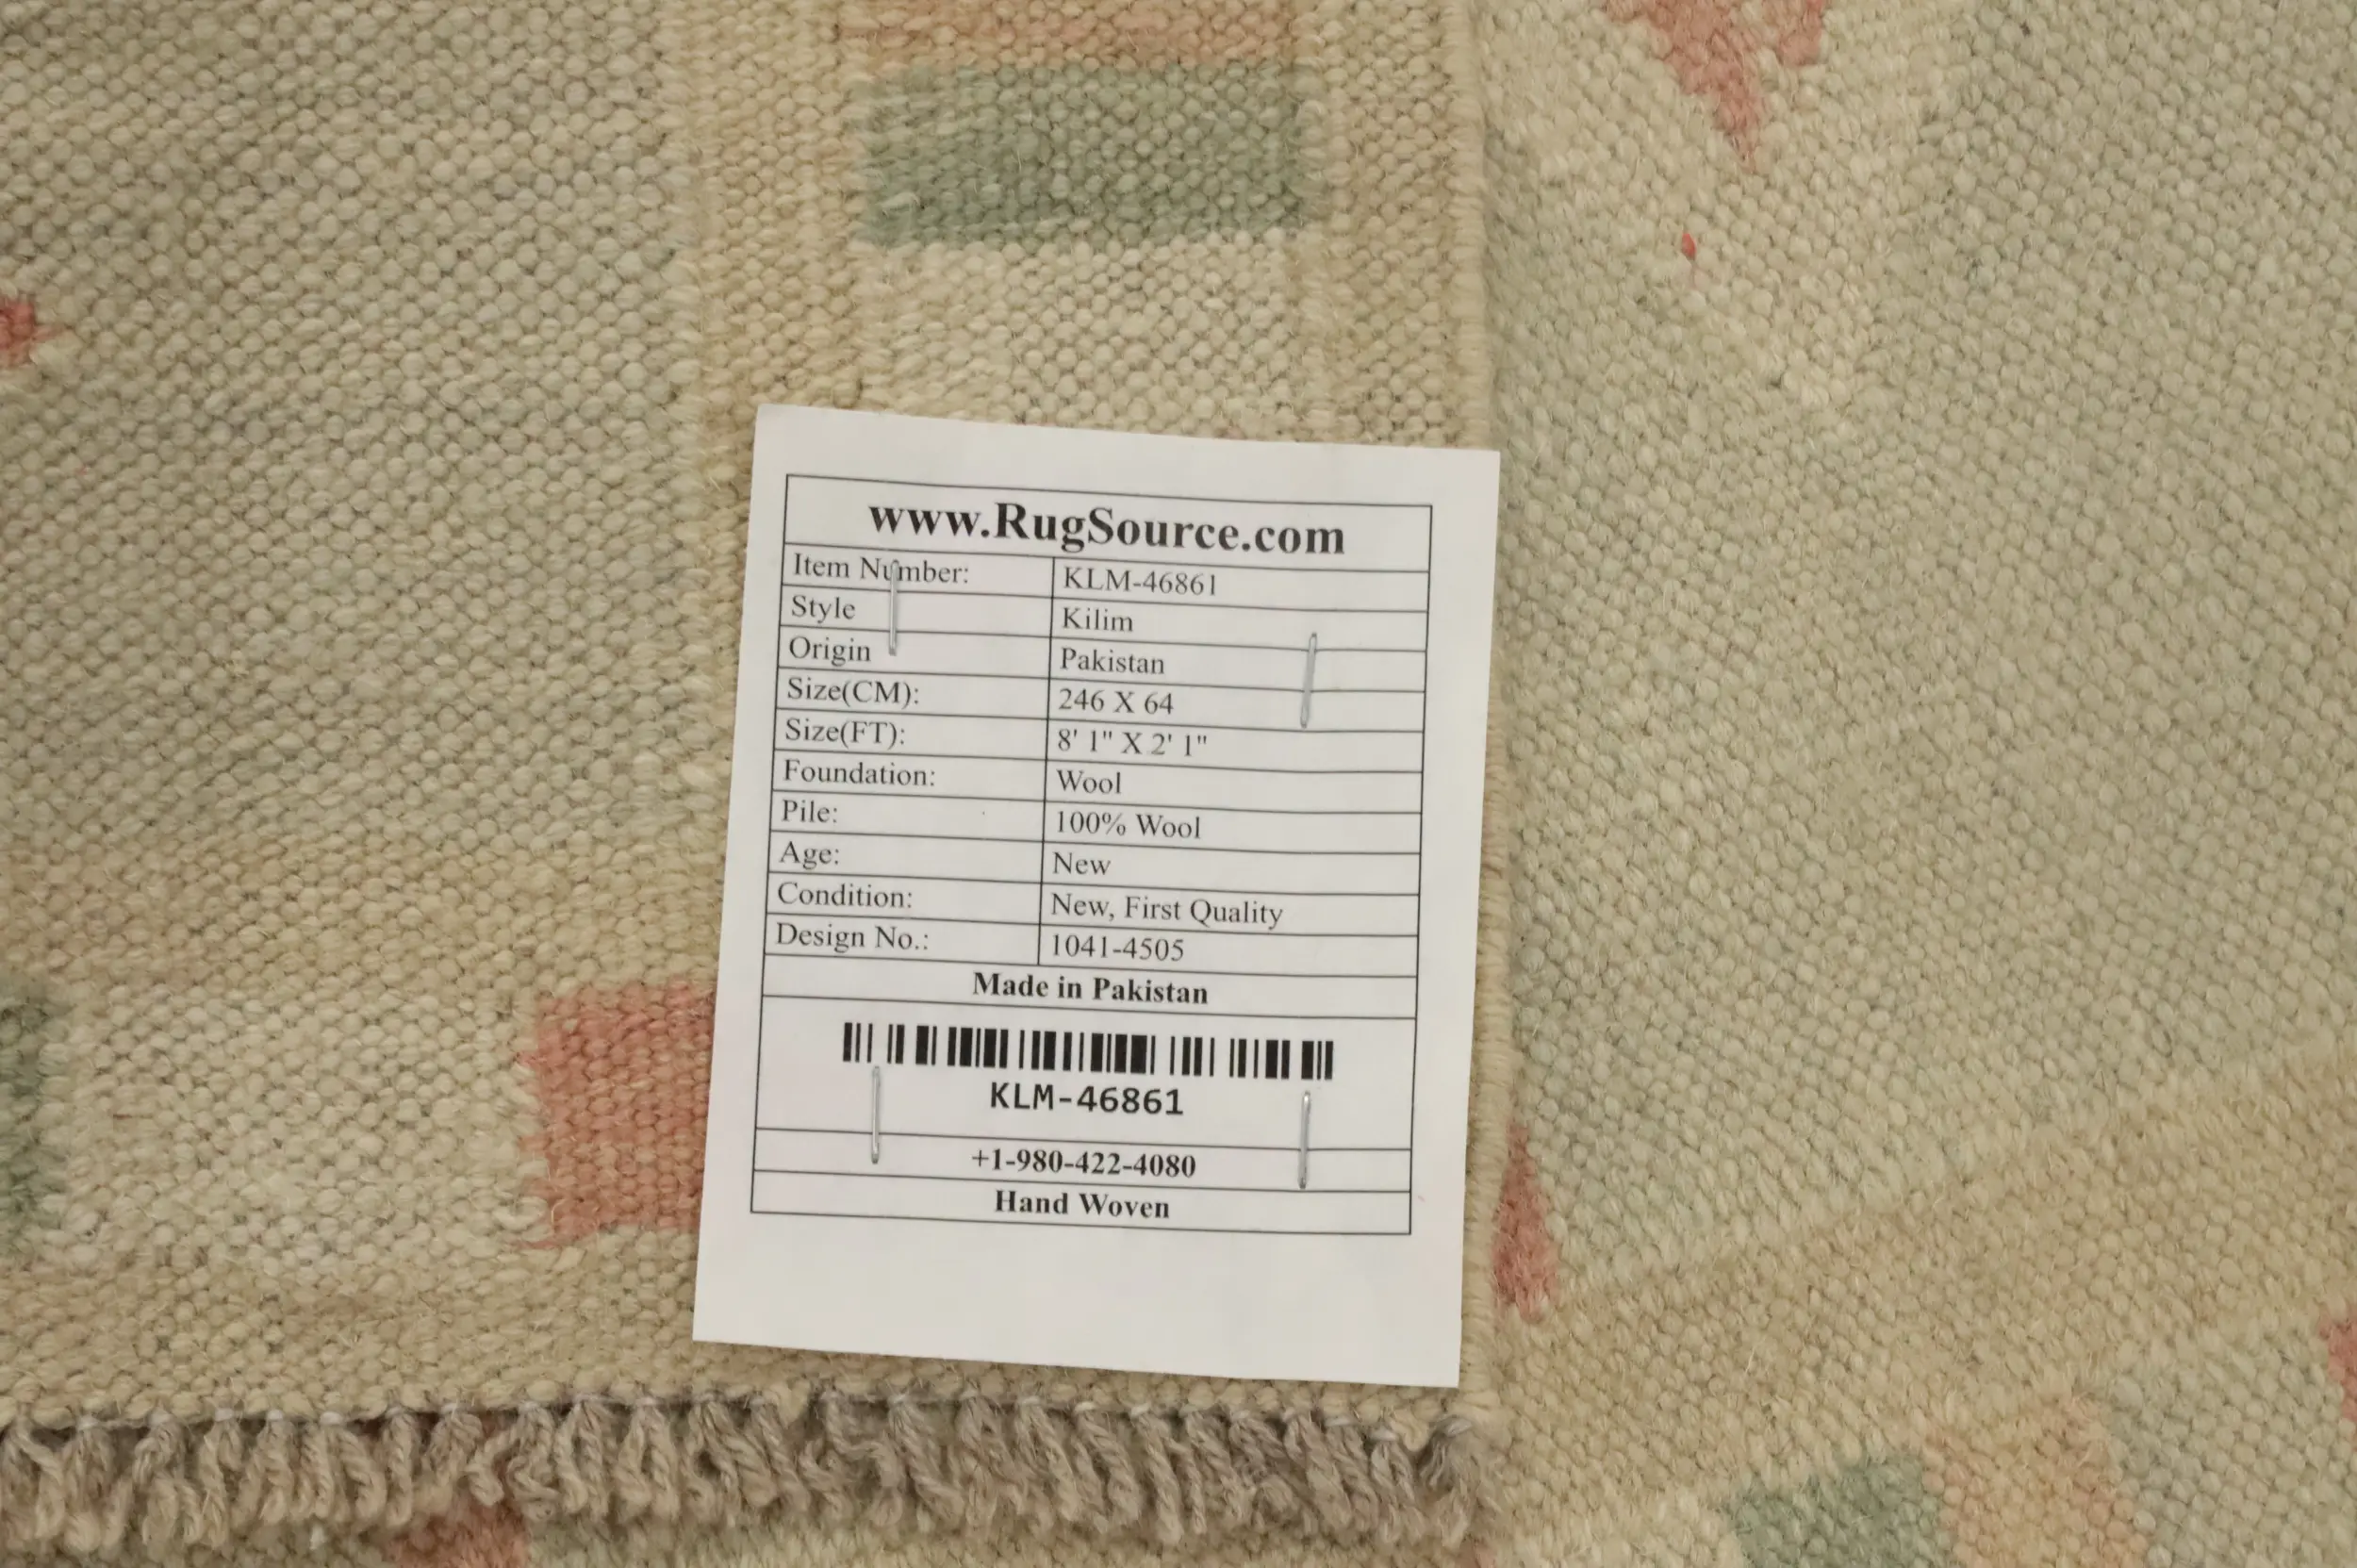 www.RugSource.com
Item Number: KLM-46861
Style Kilim
Origin Pakistan
Size(CM): 246 X 64
Size(FT): 8' 1" X 2' 1"
Foundation: Wool
Pile: 100% Wool
Age: New
Condition: New, First Quality
Design No.: 1041-4505
Made in Pakistan
KLM-46861
+1-980-422-4080
Hand Woven